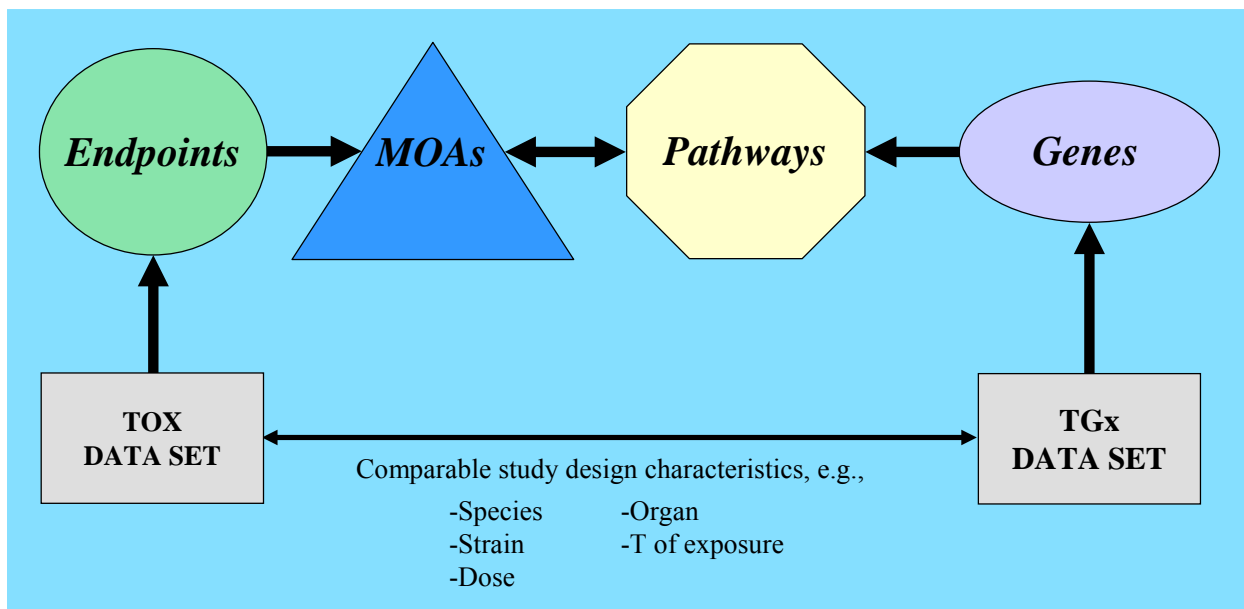 Endpoints
MOAs
Pathways
Genes
TOX
DATA SET
TGx
DATA SET
Comparable study design characteristics, e.g.,
-Species
-Organ
-Strain
-T of exposure
-Dose